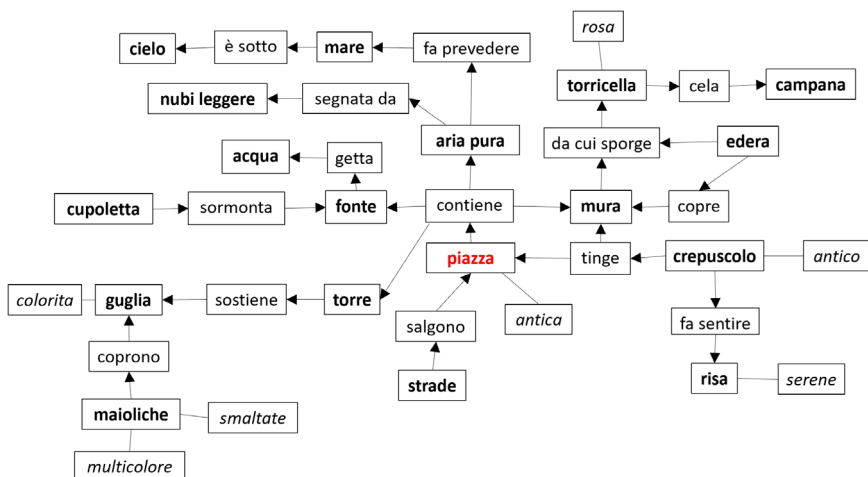 rosa
cielo
è sotto
mare
fa prevedere
torricella
cela
campana
nubi leggere
segnata da
aria pura
da cui sporge
edera
acqua
getta
cupoletta
sormonta
fonte
contiene
mura
copre
piazza
tinge
crepuscolo
antico
colorita
guglia
sostiene
torre
salgono
antica
fa sentire
coprono
strade
risa
serene
maioliche
smaltate
multicolore